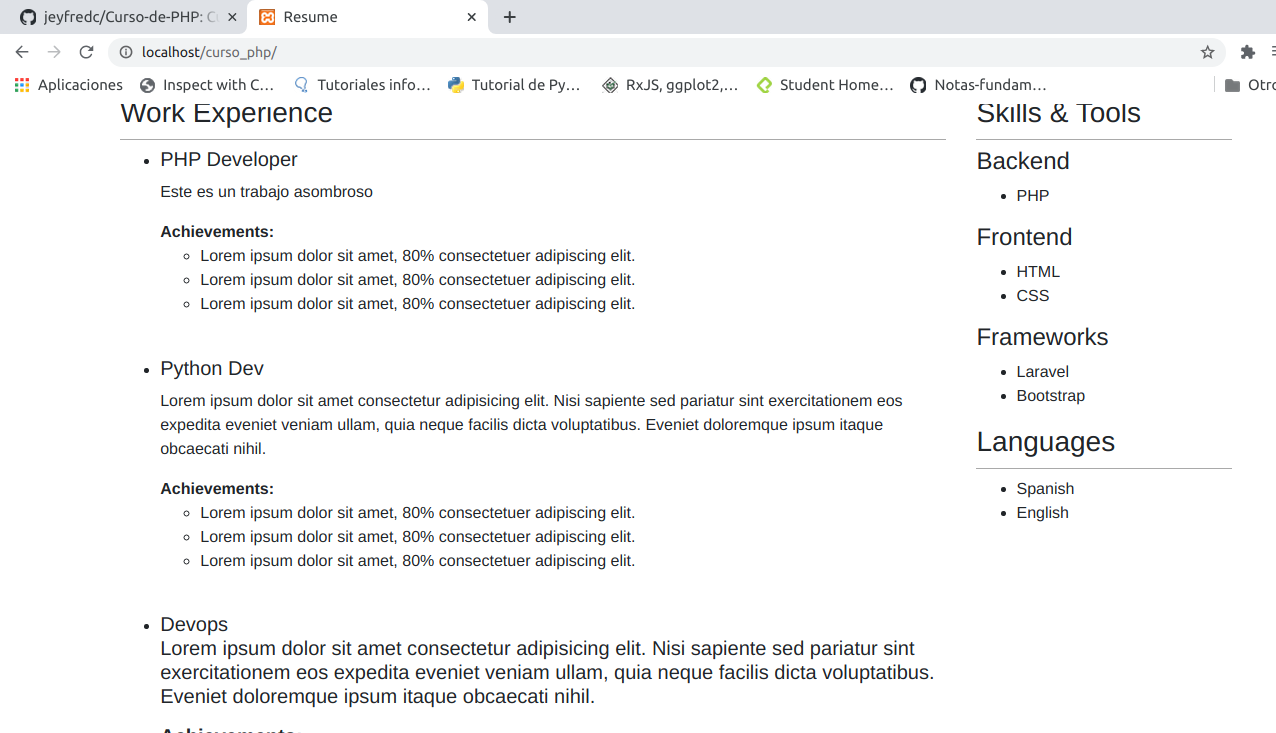 jeyfredc/Curso-de-PHP: C
Resume
localhost/curso_php/
Aplicaciones
Inspect with C...
Tutoriales info...
Tutorial de Py...
RxJS, ggplot2,...
Student Home...
Notas-fundam...
Otro
Work Experience
PHP Developer
Este es un trabajo asombroso
Achievements:
Lorem ipsum dolor sit amet, 80% consectetuer adipiscing elit.
Lorem ipsum dolor sit amet, 80% consectetuer adipiscing elit.
Lorem ipsum dolor sit amet, 80% consectetuer adipiscing elit.
Python Dev
Lorem ipsum dolor sit amet consectetur adipisicing elit. Nisi sapiente sed pariatur sint exercitationem eos
expedita eveniet veniam ullam, quia neque facilis dicta voluptatibus. Eveniet doloremque ipsum itaque
obcaecati nihil.
Achievements:
Lorem ipsum dolor sit amet, 80% consectetuer adipiscing elit.
Lorem ipsum dolor sit amet, 80% consectetuer adipiscing elit.
Lorem ipsum dolor sit amet, 80% consectetuer adipiscing elit.
Devops
Lorem ipsum dolor sit amet consectetur adipisicing elit. Nisi sapiente sed pariatur sint
exercitationem eos expedita eveniet veniam ullam, quia neque facilis dicta voluptatibus.
Eveniet doloremque ipsum itaque obcaecati nihil.
Achievements:
Skills & Tools
Backend
PHP
Frontend
HTML
CSS
Frameworks
Laravel
Bootstrap
Languages
Spanish
English